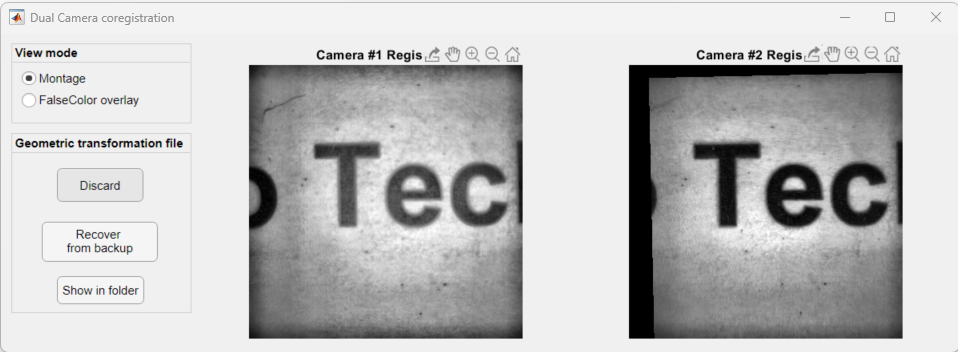 Dual Camera coregistration
View mode
Montage
FalseColor overlay
Geometric transformation file
Discard
Recover
from backup
Show in folder
Camera #1 Regis
Tec
Camera #2 Regis
Tec